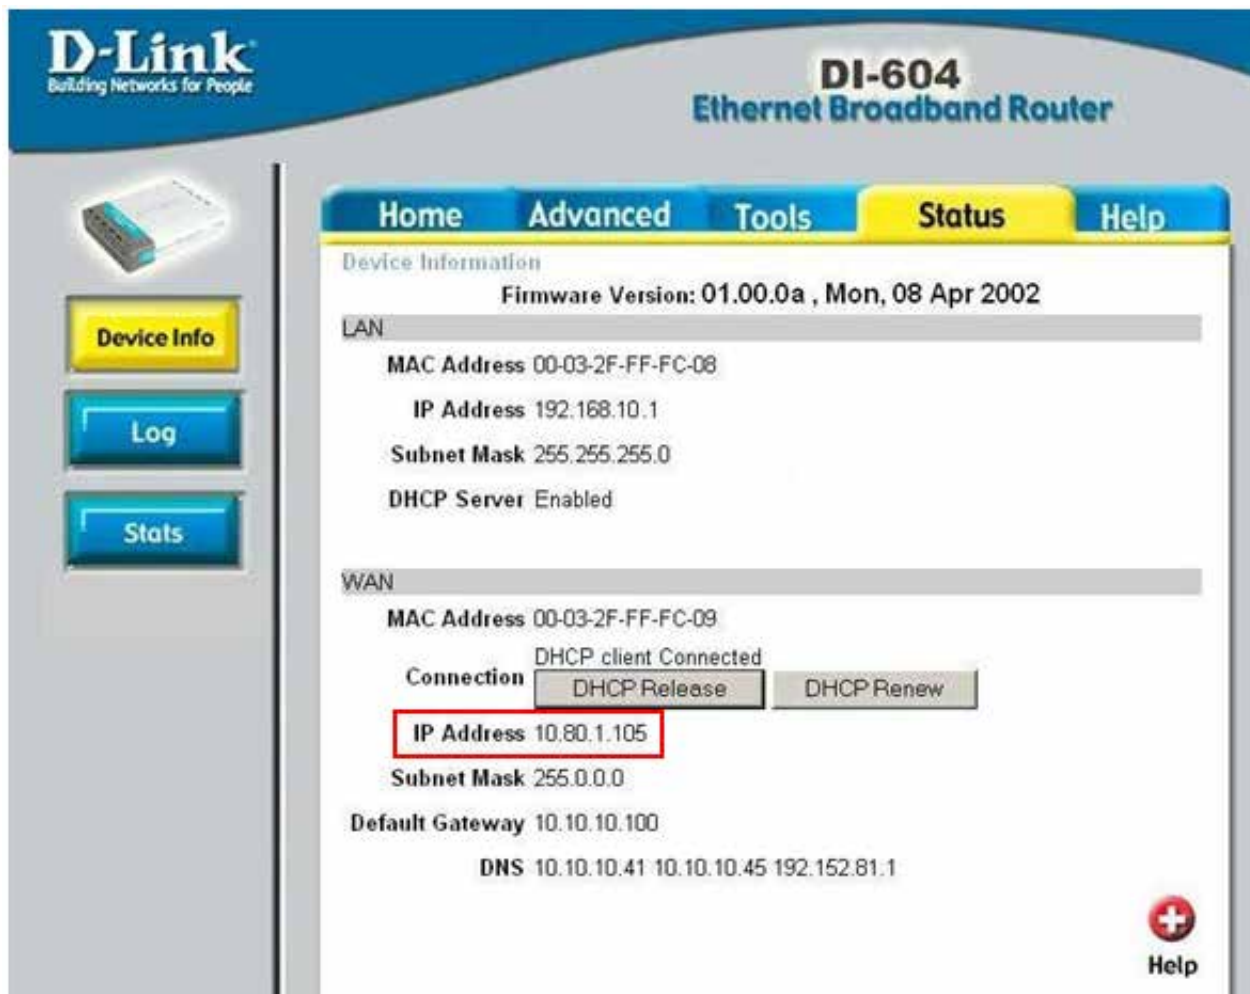 D-Link
Building Networks for People
DI-604
Ethernet Broadband Router
Home Advanced Tools Status Help
Device Information
Firmware Version: 01.00.0a , Mon, 08 Apr 2002
Device Info
Log
Stats
LAN
MAC Address 00-03-2F-FF-FC-08
IP Address 192.168.10.1
Subnet Mask 255.255.255.0
DHCP Server Enabled
WAN
MAC Address 00-03-2F-FF-FC-09
Connection DHCP client Connected
DHCP Release DHCP Renew
IP Address 10.80.1.105
Subnet Mask 255.0.0.0
Default Gateway 10.10.10.100
DNS 10.10.10.41 10.10.10.45 192.152.81.1
Help